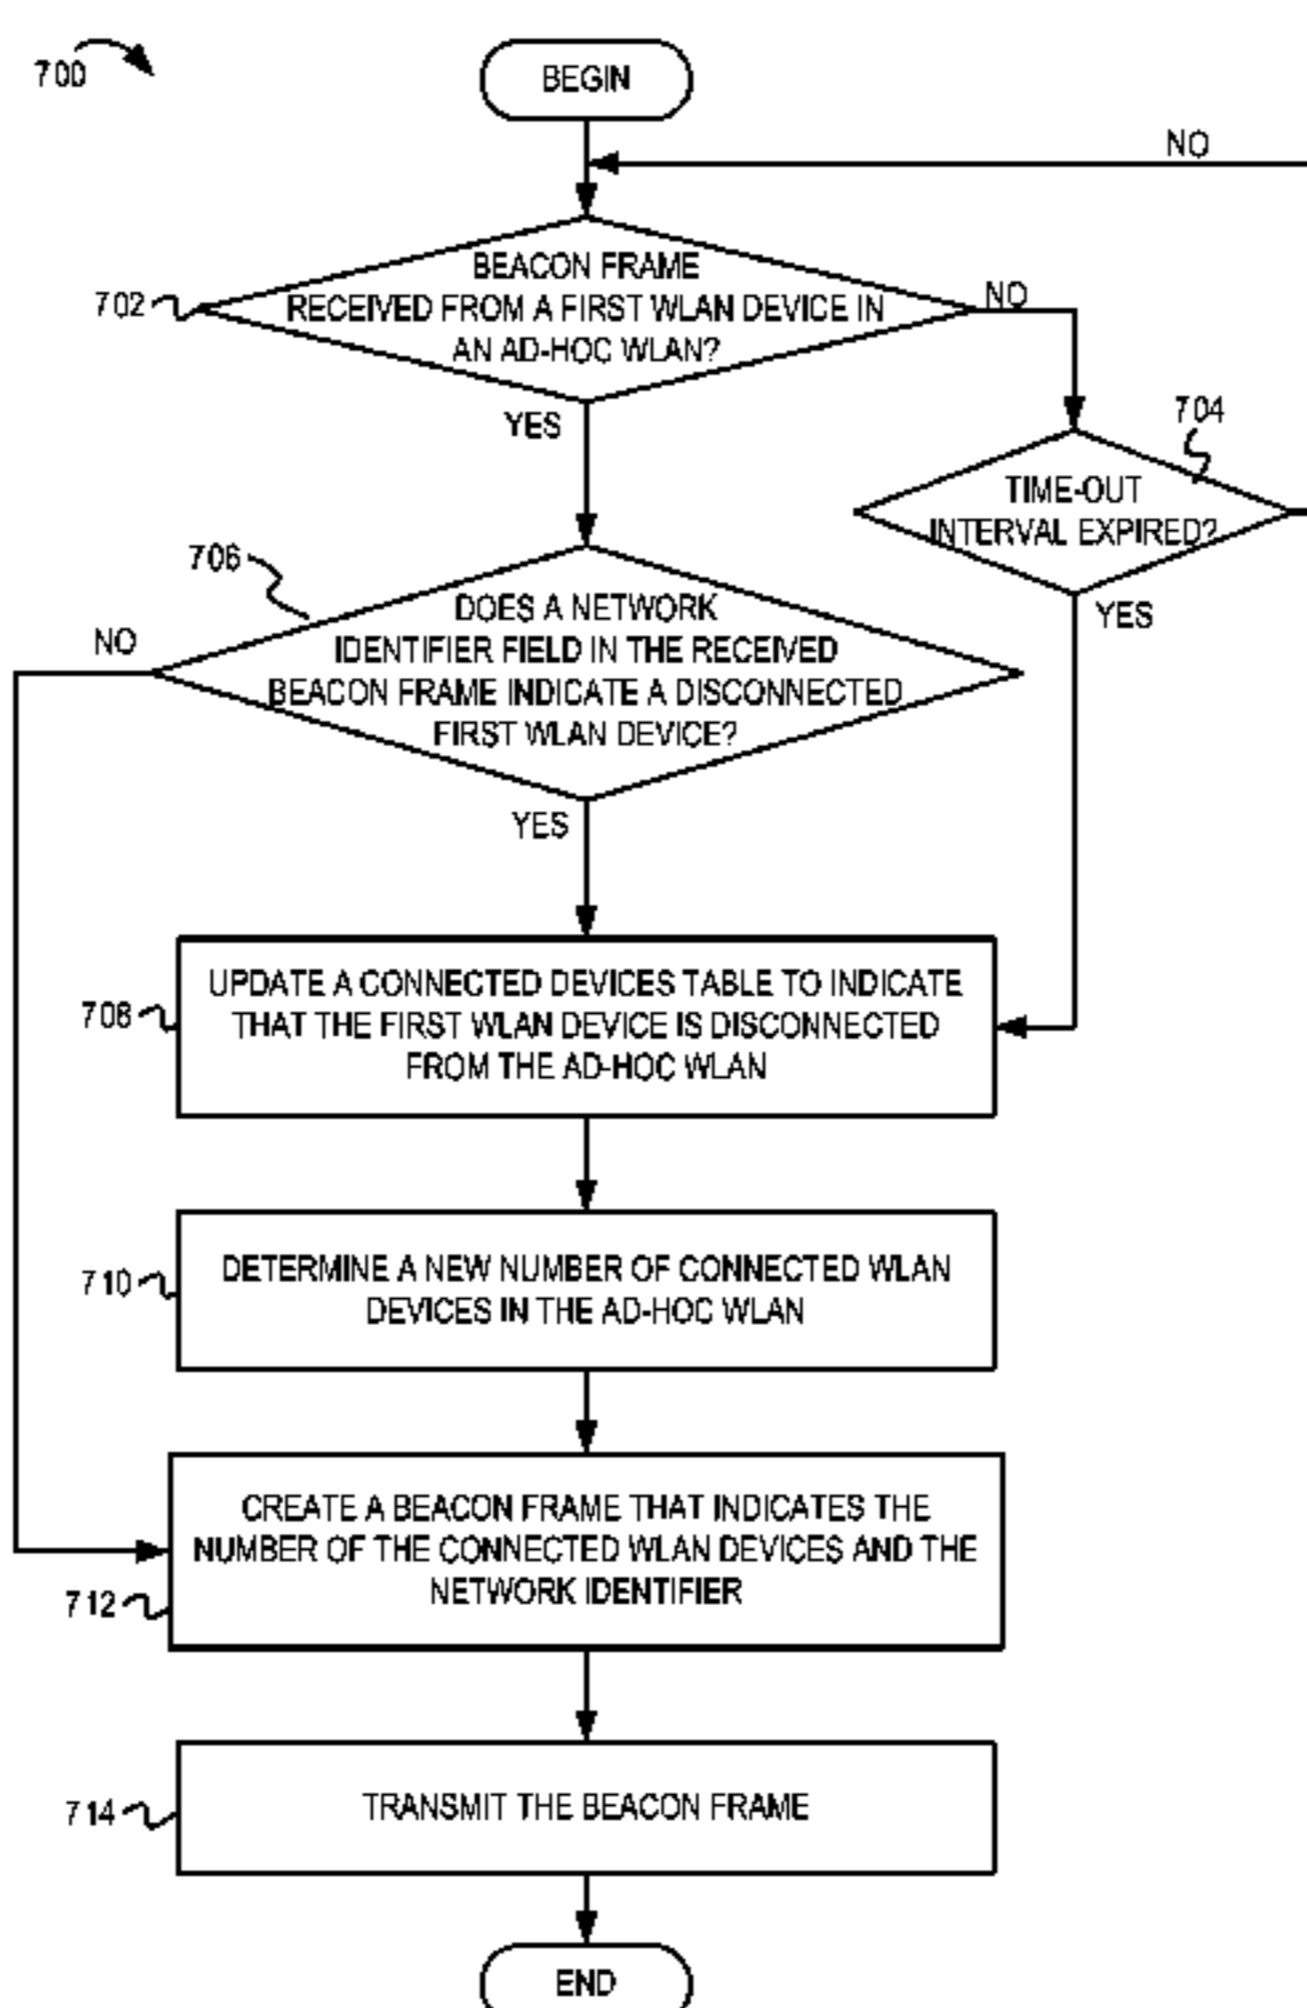 700
BEGIN
NO
702
BEACON FRAME
RECEIVED FROM A FIRST WLAN DEVICE IN
AN AD-HOC WLAN?
NO
YES
704
TIME-OUT
INTERVAL EXPIRED?
YES
706
NO
DOES A NETWORK
IDENTIFIER FIELD IN THE RECEIVED
BEACON FRAME INDICATE A DISCONNECTED
FIRST WLAN DEVICE?
YES
708
UPDATE A CONNECTED DEVICES TABLE TO INDICATE
THAT THE FIRST WLAN DEVICE IS DISCONNECTED
FROM THE AD-HOC WLAN
710
DETERMINE A NEW NUMBER OF CONNECTED WLAN
DEVICES IN THE AD-HOC WLAN
CREATE A BEACON FRAME THAT INDICATES THE
NUMBER OF THE CONNECTED WLAN DEVICES AND THE
NETWORK IDENTIFIER
712
714
TRANSMIT THE BEACON FRAME
END